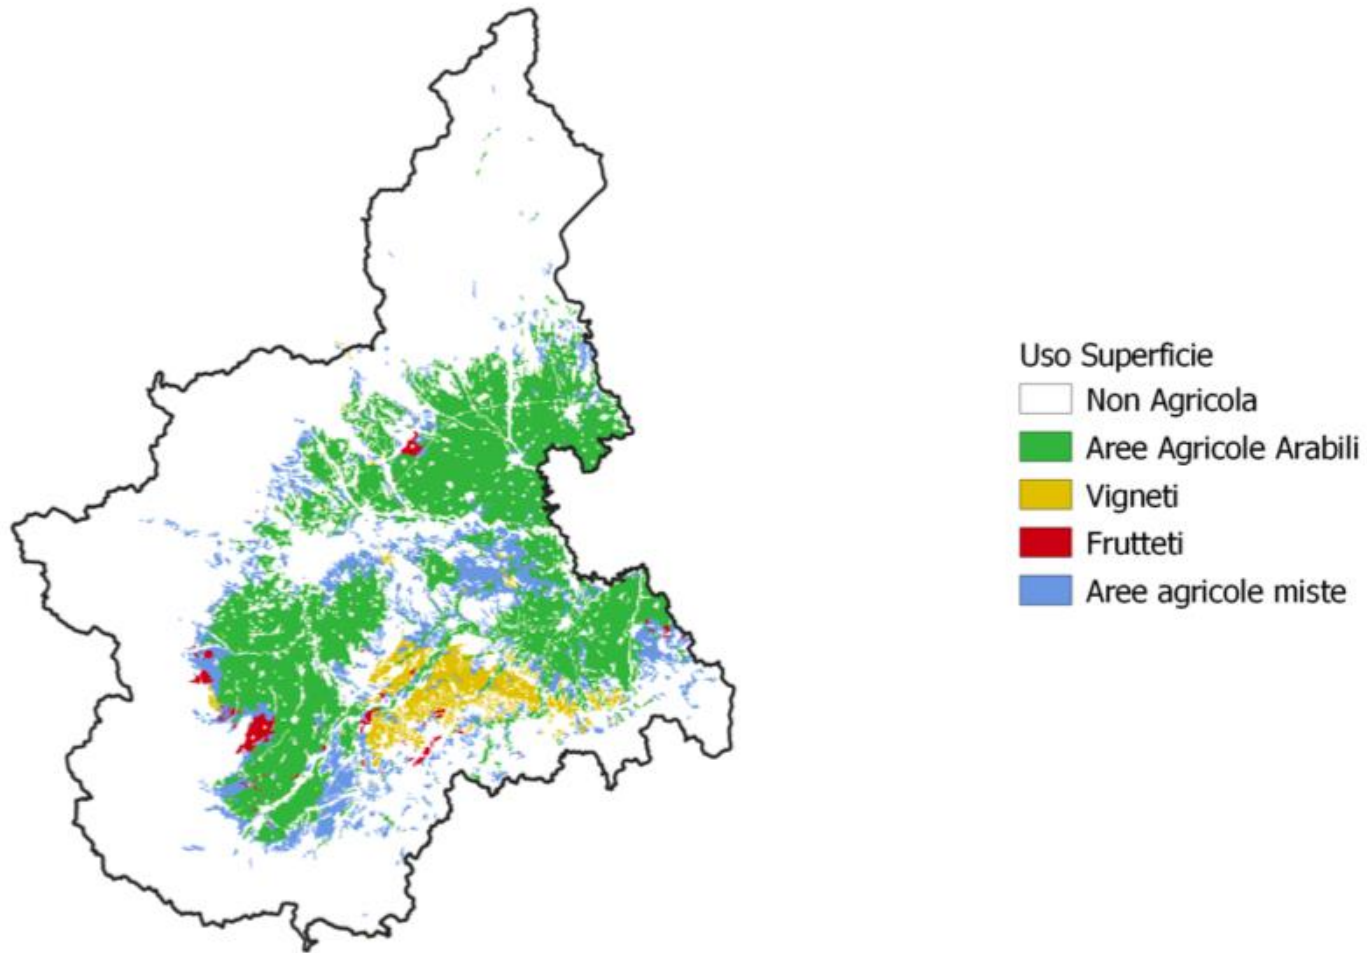 Uso Superficie
Non Agricola
Aree Agricole Arabili
Vigneti
Frutteti
Aree agricole miste